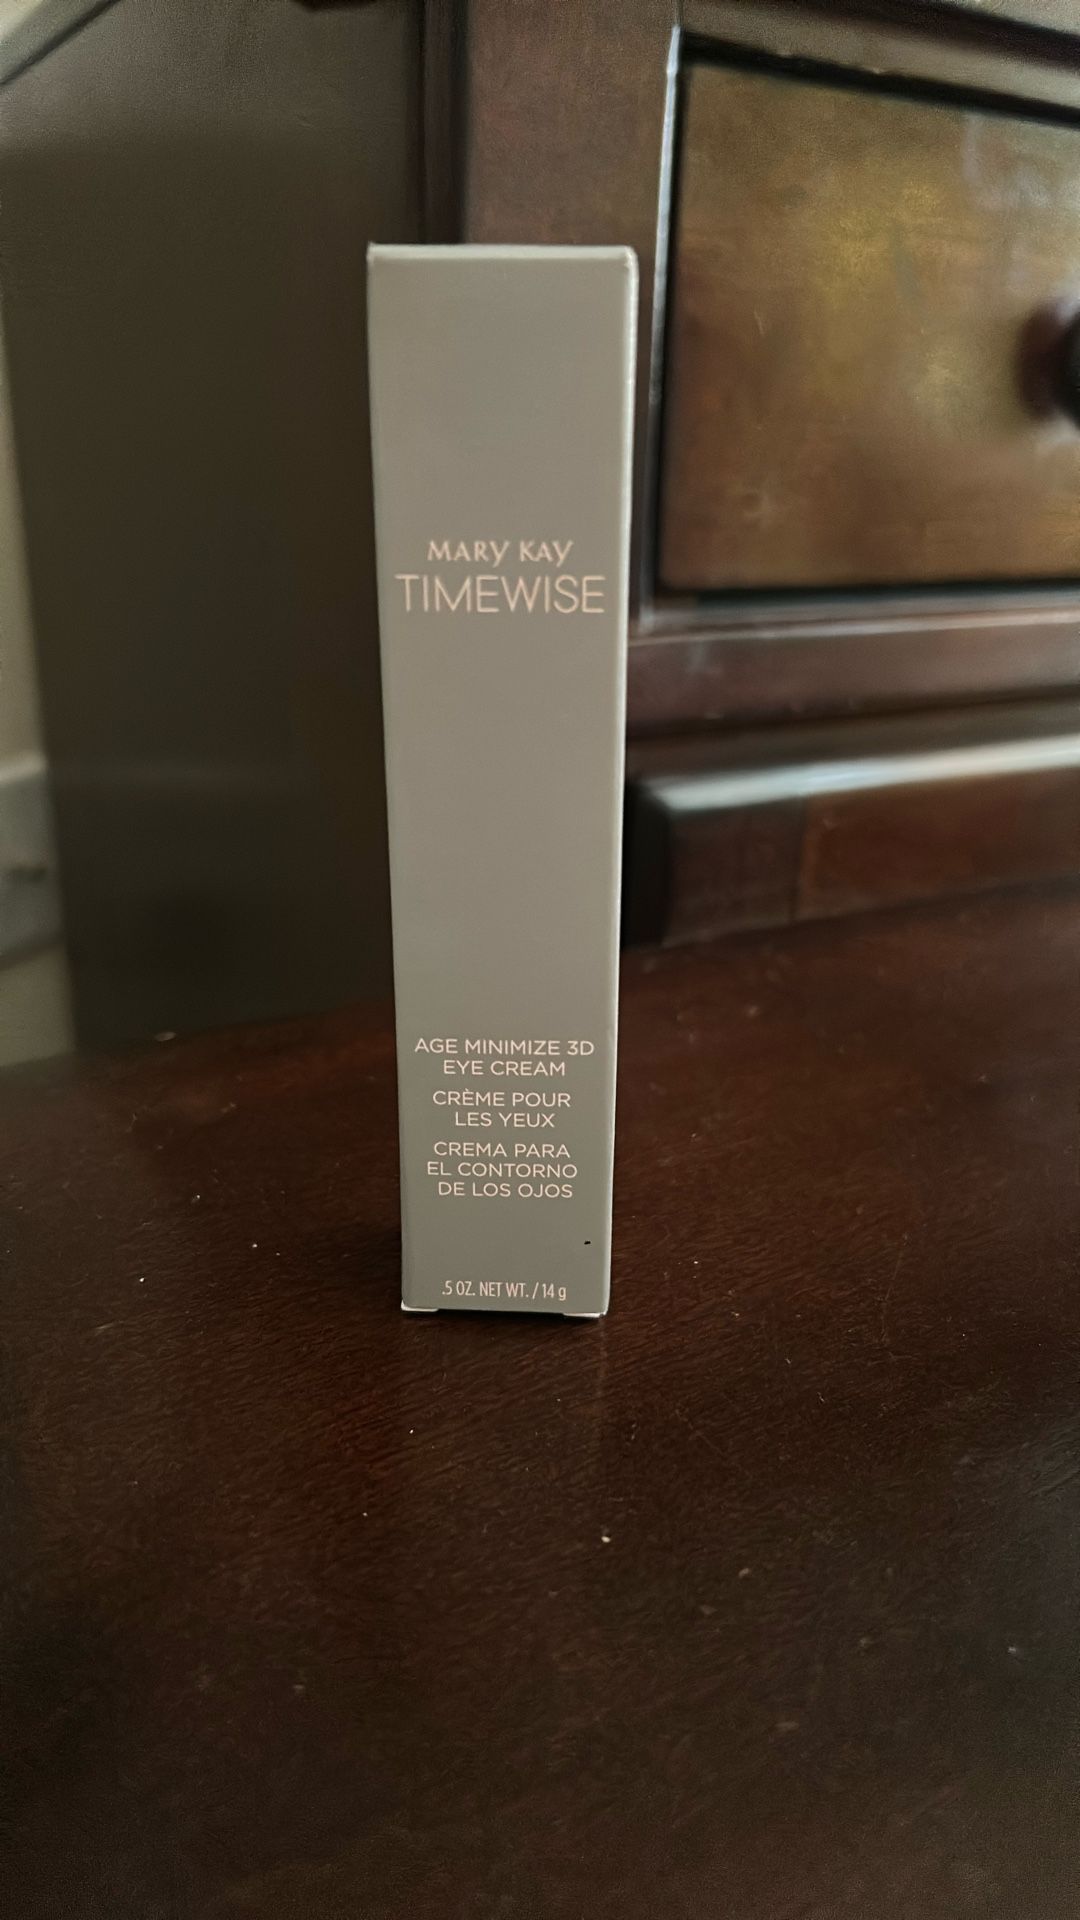 MARY KAY
TIMEWISE
AGE MINIMIZE 3D
EYE CREAM
CRÈME POUR
LES YEUX
CREMA PARA
EL CONTORNO
DE LOS OJOS
.5 OZ. NET WT. / 14 g